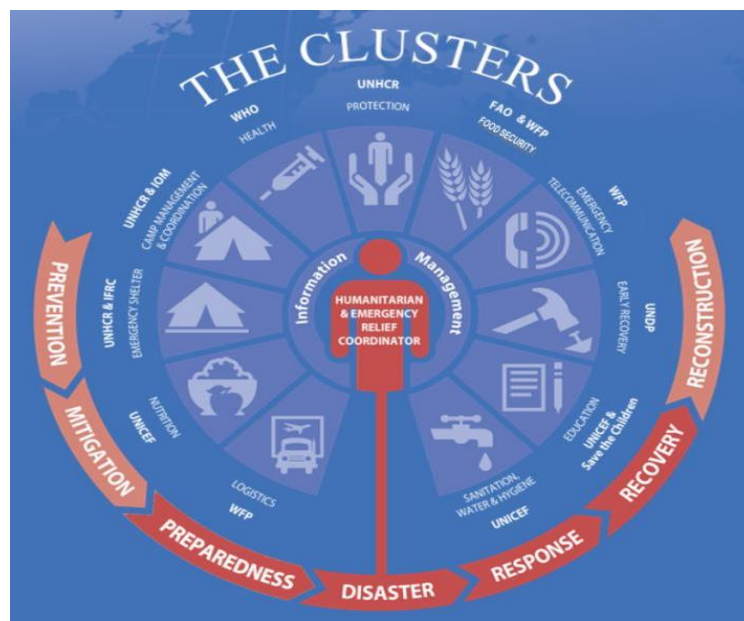 THE CLUSTERS
UNHCR
PROTECTION
FAO & WFP
FOOD SECURITY
WFP
EMERGENCY
TELECOMMUNICATION
UNDP
EARLY RECOVERY
EDUCATION
UNICEF &
Save the Children
SANITATION,
WATER & HYGIENE
UNICEF
LOGISTICS
WFP
NUTRITION
UNICEF
UNHCR & IFRC
EMERGENCY SHELTER
UNHCR & IOM
CAMP MANAGEMENT
& COORDINATION
WHO
HEALTH
Information
Management
HUMANITARIAN
& EMERGENCY
RELIEF
COORDINATOR
PREVENTION
MITIGATION
PREPAREDNESS
DISASTER
RESPONSE
RECOVERY
RECONSTRUCTION